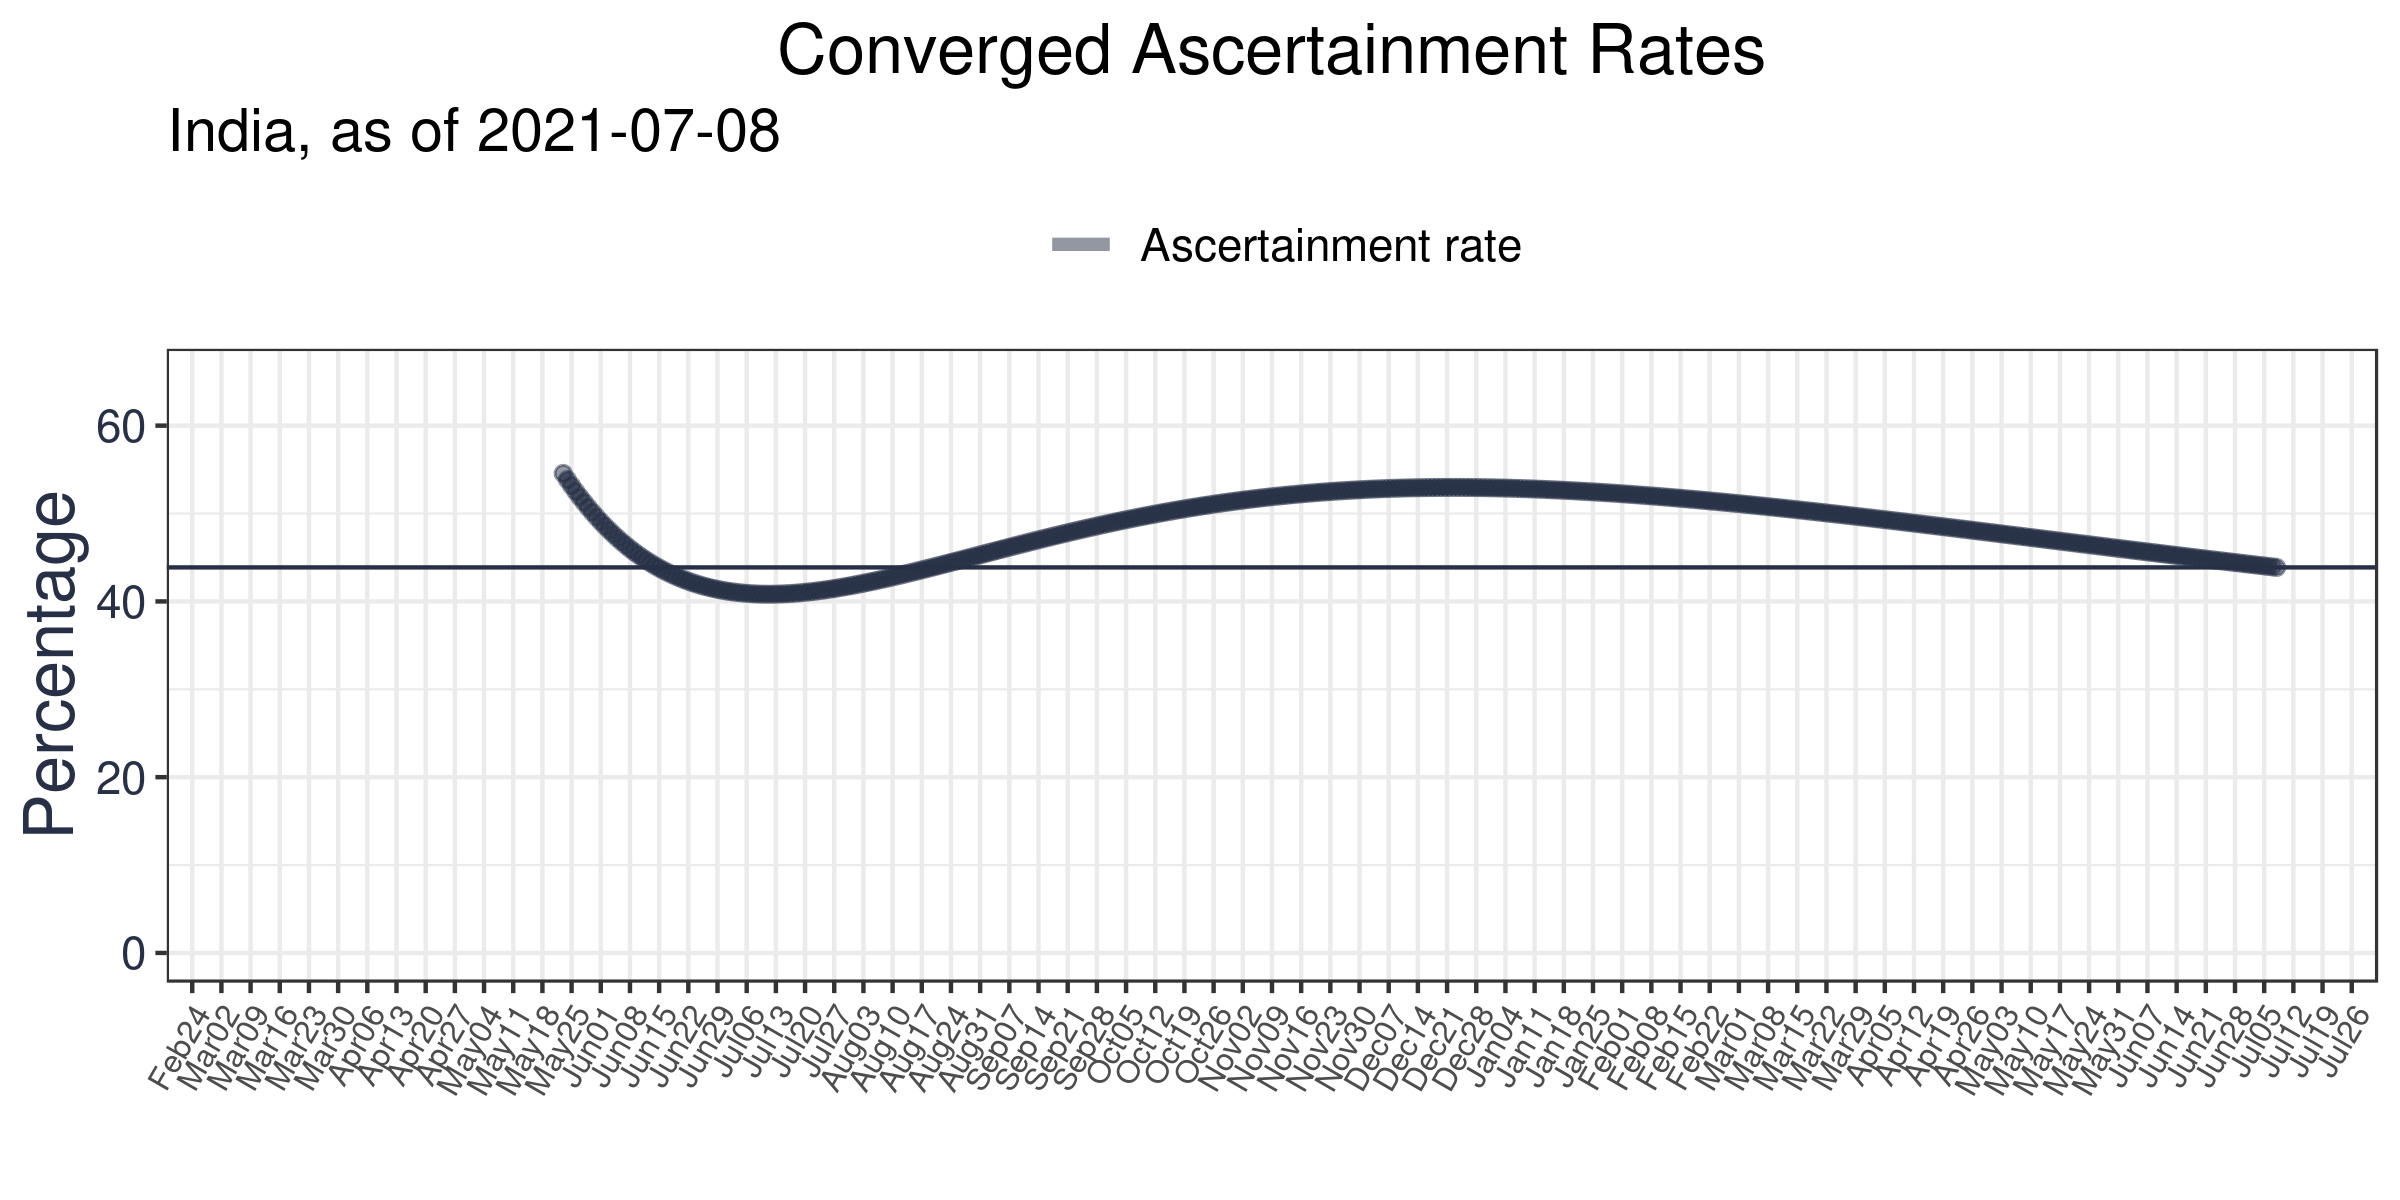 Converged Ascertainment Rates
India, as of 2021-07-08
Ascertainment rate
Percentage
60
40
20
0
Feb24
Mar02
Mar09
Mar16
Mar23
Mar30
Apr06
Apr13
Apr20
Apr27
May04
May11
May18
May25
Jun01
Jun08
Jun15
Jun22
Jun29
Jul06
Jul13
Jul20
Jul27
Aug03
Aug10
Aug17
Aug24
Aug31
Sep07
Sep14
Sep21
Sep28
Oct05
Oct12
Oct19
Oct26
Nov02
Nov09
Nov16
Nov23
Nov30
Dec07
Dec14
Dec21
Dec28
Jan04
Jan11
Jan18
Jan25
Feb01
Feb08
Feb15
Feb22
Mar01
Mar08
Mar15
Mar22
Mar29
Apr05
Apr12
Apr19
Apr26
May03
May10
May17
May24
May31
Jun07
Jun14
Jun21
Jun28
Jul05
Jul12
Jul19
Jul26